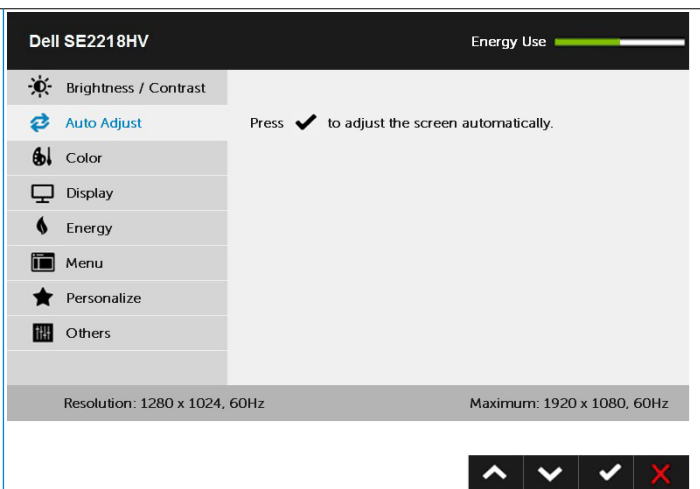 Dell SE2218HV Energy Use
Brightness / Contrast
Auto Adjust
Press to adjust the screen automatically.
Color
Display
Energy
Menu
Personalize
Others
Resolution: 1280 x 1024, 60Hz Maximum: 1920 x 1080, 60Hz